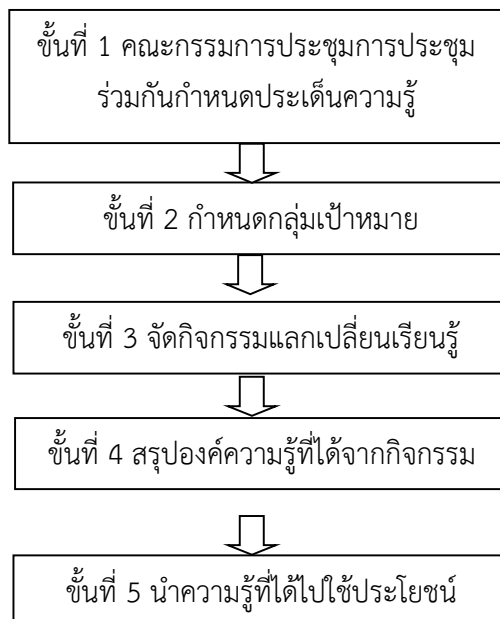 ขั้นที่ 1 คณะกรรมการประชุมการประชุม
ร่วมกันกำหนดประเด็นความรู้
ขั้นที่ 2 กำหนดกลุ่มเป้าหมาย
ขั้นที่ 3 จัดกิจกรรมแลกเปลี่ยนเรียนรู้
ขั้นที่ 4 สรุปองค์ความรู้ที่ได้จากกิจกรรม
ขั้นที่ 5 นำความรู้ที่ได้ไปใช้ประโยชน์